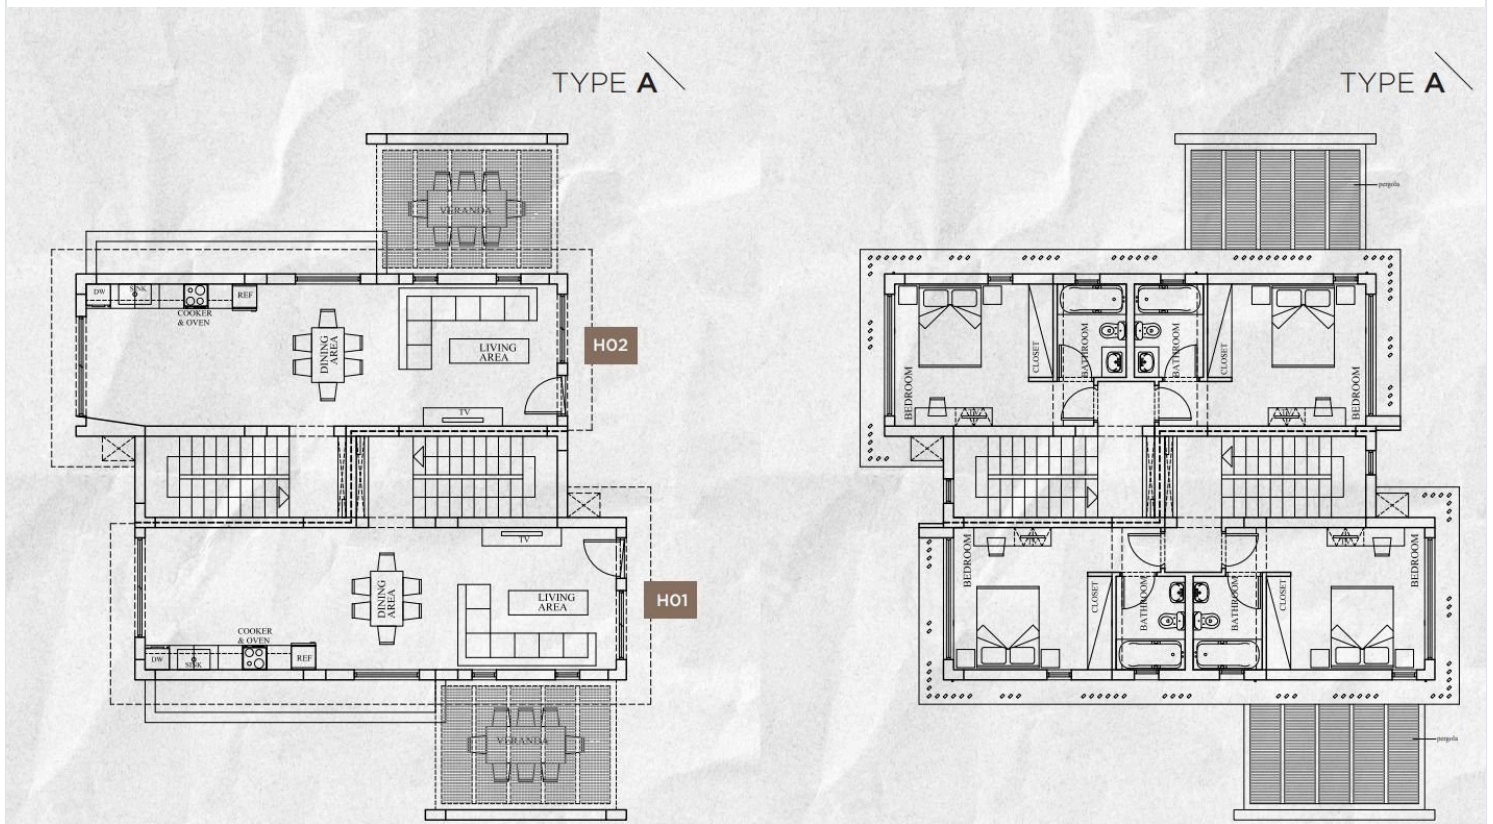 TYPE A
VERANDA
DW
SINK
REF
COOKER
& OVEN
DINING
AREA
LIVING
AREA
H02
TV
TV
DINING
AREA
LIVING
AREA
H01
COOKER
& OVEN
DW
SINK
REF
VERANDA
TYPE A
pergola
BEDROOM
CLOSET
BATHROOM
BATHROOM
CLOSET
BEDROOM
BEDROOM
CLOSET
BATHROOM
BATHROOM
CLOSET
BEDROOM
pergola